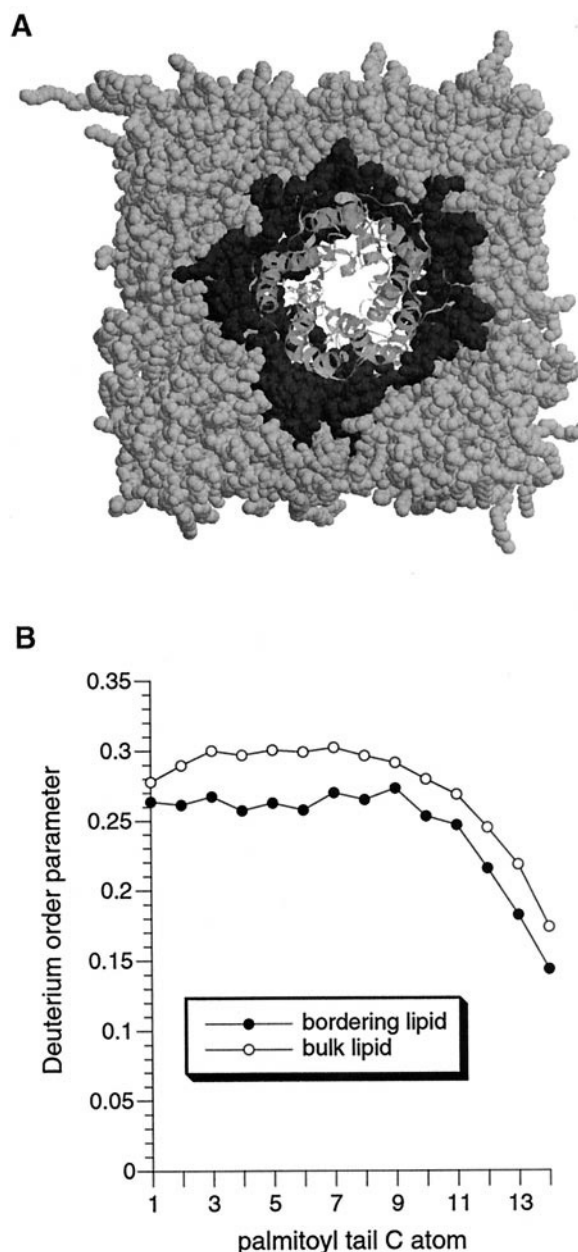 A
B
Deuterium order parameter
0.35
0.3
0.25
0.2
0.15
0.1
0.05
0
bordering lipid
bulk lipid
1 3 5 7 9 11 13
palmitoyl tail C atom